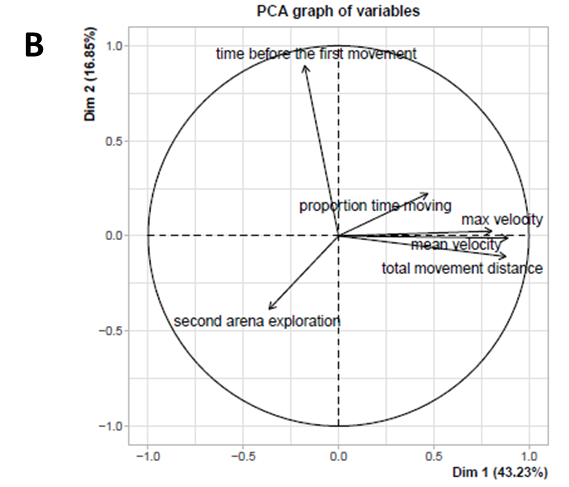 B
PCA graph of variables
Dim 2 (16.85%)
1.0
0.5
0.0
−0.5
−1.0
time before the first movement
proportion time moving
max velocity
mean velocity
total movement distance
second arena exploration
−1.0
−0.5
0.0
0.5
1.0
Dim 1 (43.23%)